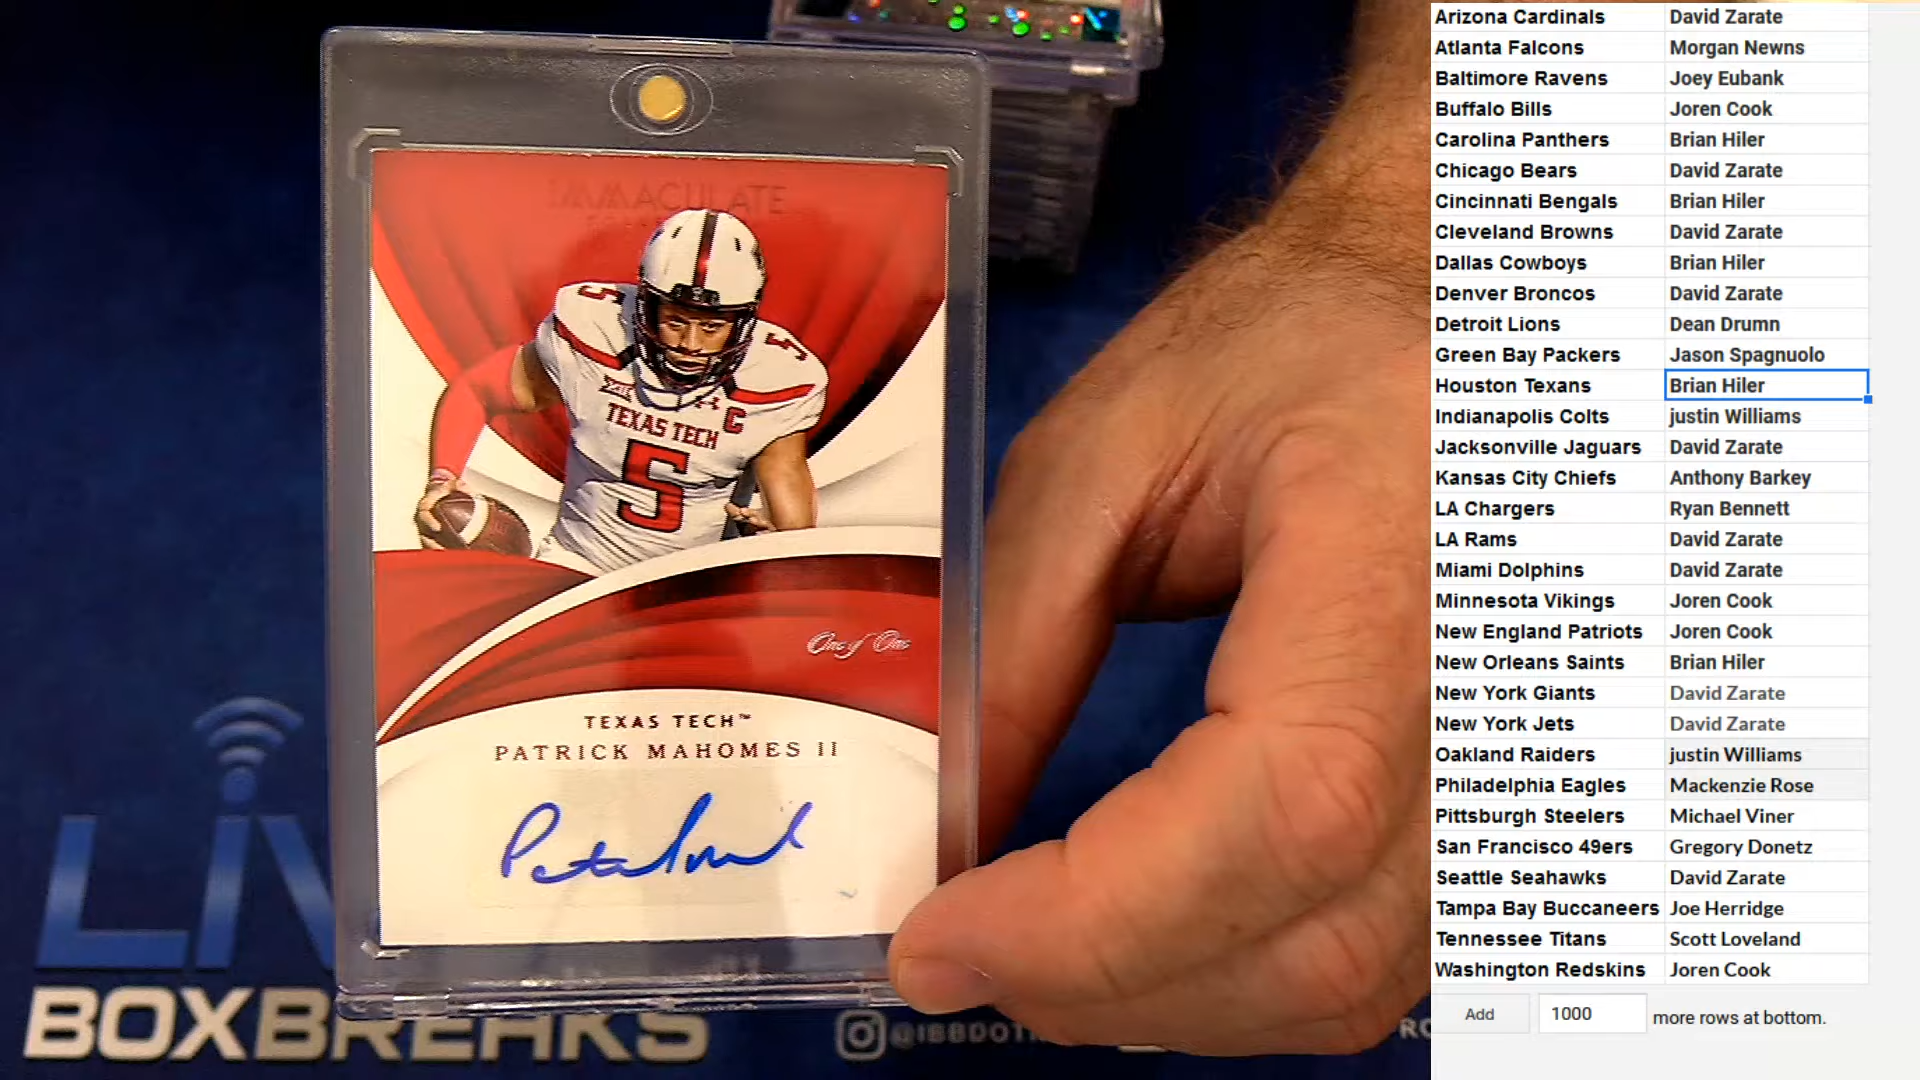 IMMACULATE
5
5
C
TEXAS TECH
5
One of One
TEXAS TECH™
PATRICK MAHOMES II
BOXBREAKS
Arizona Cardinals David Zarate
Atlanta Falcons Morgan Newns
Baltimore Ravens Joey Eubank
Buffalo Bills Joren Cook
Carolina Panthers Brian Hiler
Chicago Bears David Zarate
Cincinnati Bengals Brian Hiler
Cleveland Browns David Zarate
Dallas Cowboys Brian Hiler
Denver Broncos David Zarate
Detroit Lions Dean Drumn
Green Bay Packers Jason Spagnuolo
Houston Texans Brian Hiler
Indianapolis Colts justin Williams
Jacksonville Jaguars David Zarate
Kansas City Chiefs Anthony Barkey
LA Chargers Ryan Bennett
LA Rams David Zarate
Miami Dolphins David Zarate
Minnesota Vikings Joren Cook
New England Patriots Joren Cook
New Orleans Saints Brian Hiler
New York Giants David Zarate
New York Jets David Zarate
Oakland Raiders justin Williams
Philadelphia Eagles Mackenzie Rose
Pittsburgh Steelers Michael Viner
San Francisco 49ers Gregory Donetz
Seattle Seahawks David Zarate
Tampa Bay Buccaneers Joe Herridge
Tennessee Titans Scott Loveland
Washington Redskins Joren Cook
Add 1000 more rows at bottom.